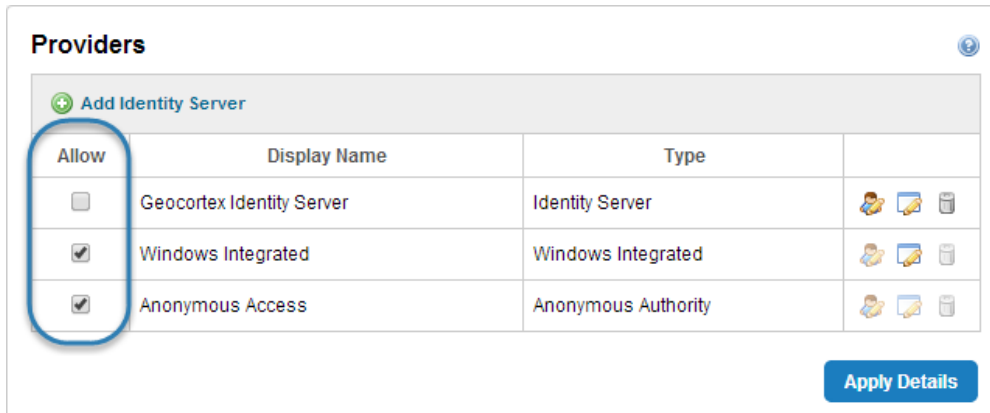 Providers
Add Identity Server
Allow Display Name Type
Geocortex Identity Server Identity Server
Windows Integrated Windows Integrated
Anonymous Access Anonymous Authority
Apply Details